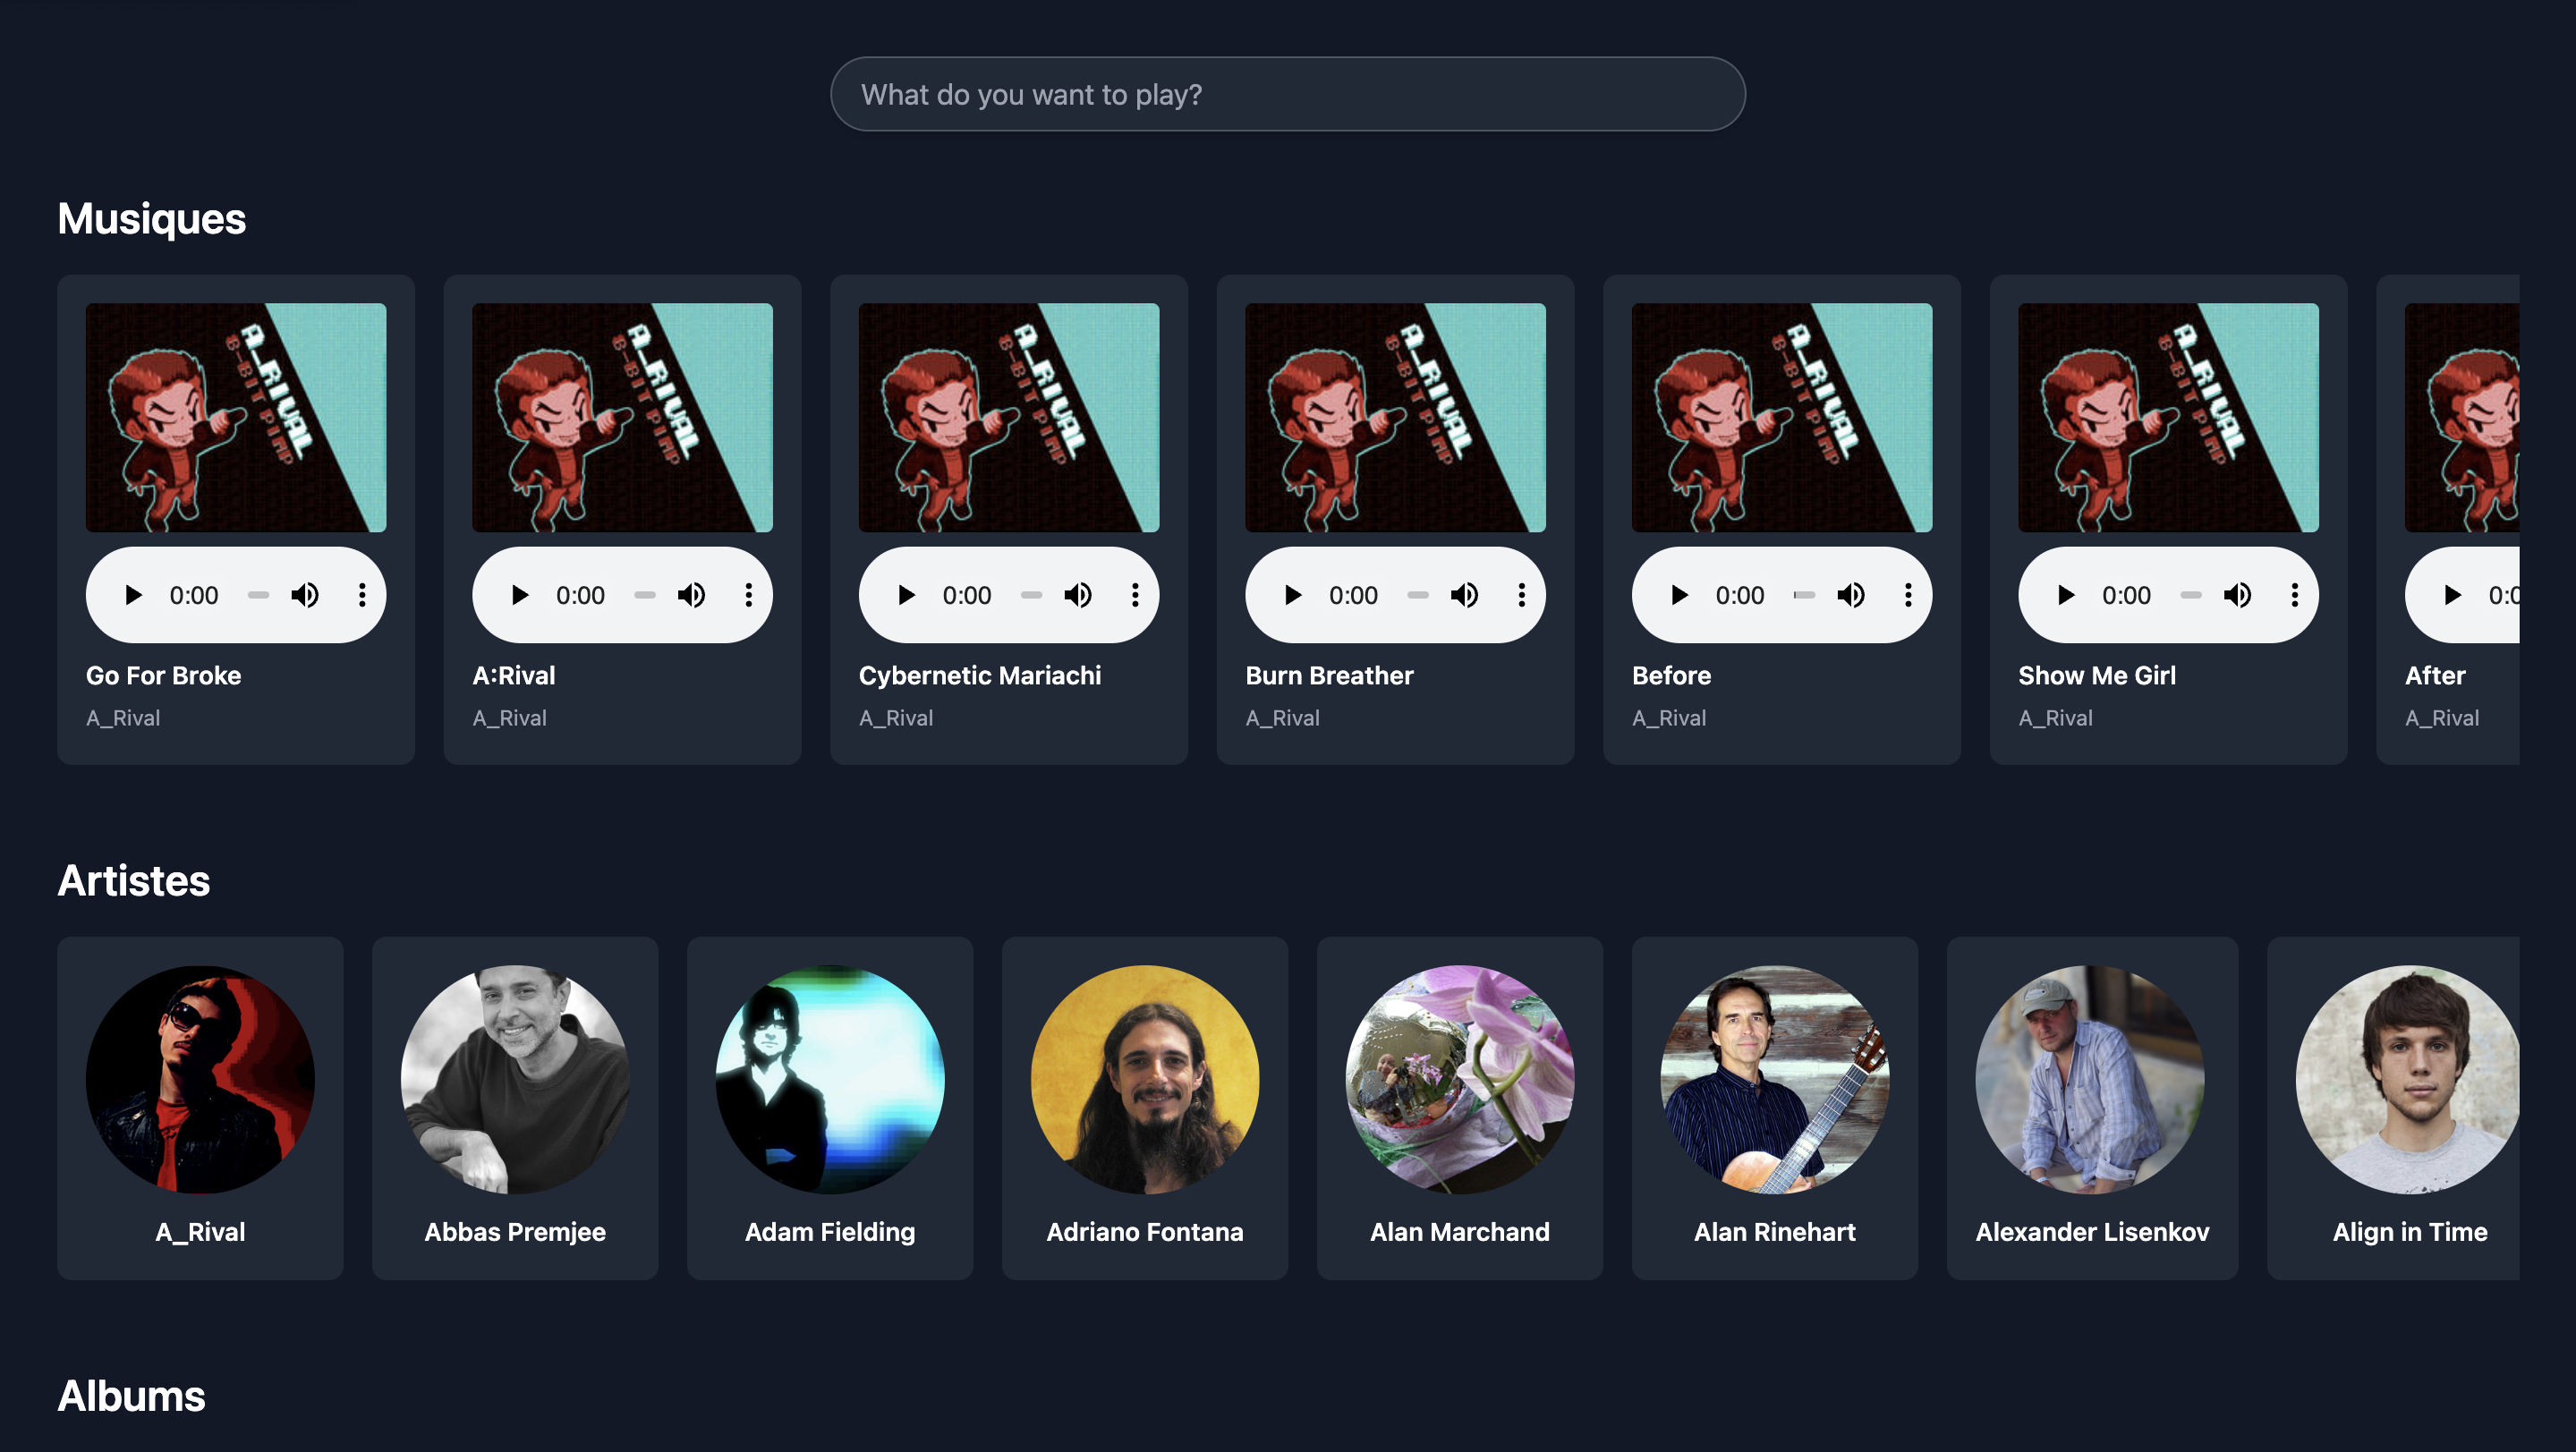 What do you want to play?
Musiques
A_RIVAL
8-BIT PIMP
A_RIVAL
8-BIT PIMP
A_RIVAL
8-BIT PIMP
A_RIVAL
8-BIT PIMP
A_RIVAL
8-BIT PIMP
A_RIVAL
8-BIT PIMP
0:00
0:00
0:00
0:00
0:00
0:00
Go For Broke
A:Rival
Cybernetic Mariachi
Burn Breather
Before
Show Me Girl
After
A_Rival
A_Rival
A_Rival
A_Rival
A_Rival
A_Rival
A_Rival
Artistes
A_Rival
Abbas Premjee
Adam Fielding
Adriano Fontana
Alan Marchand
Alan Rinehart
Alexander Lisenkov
Align in Time
Albums